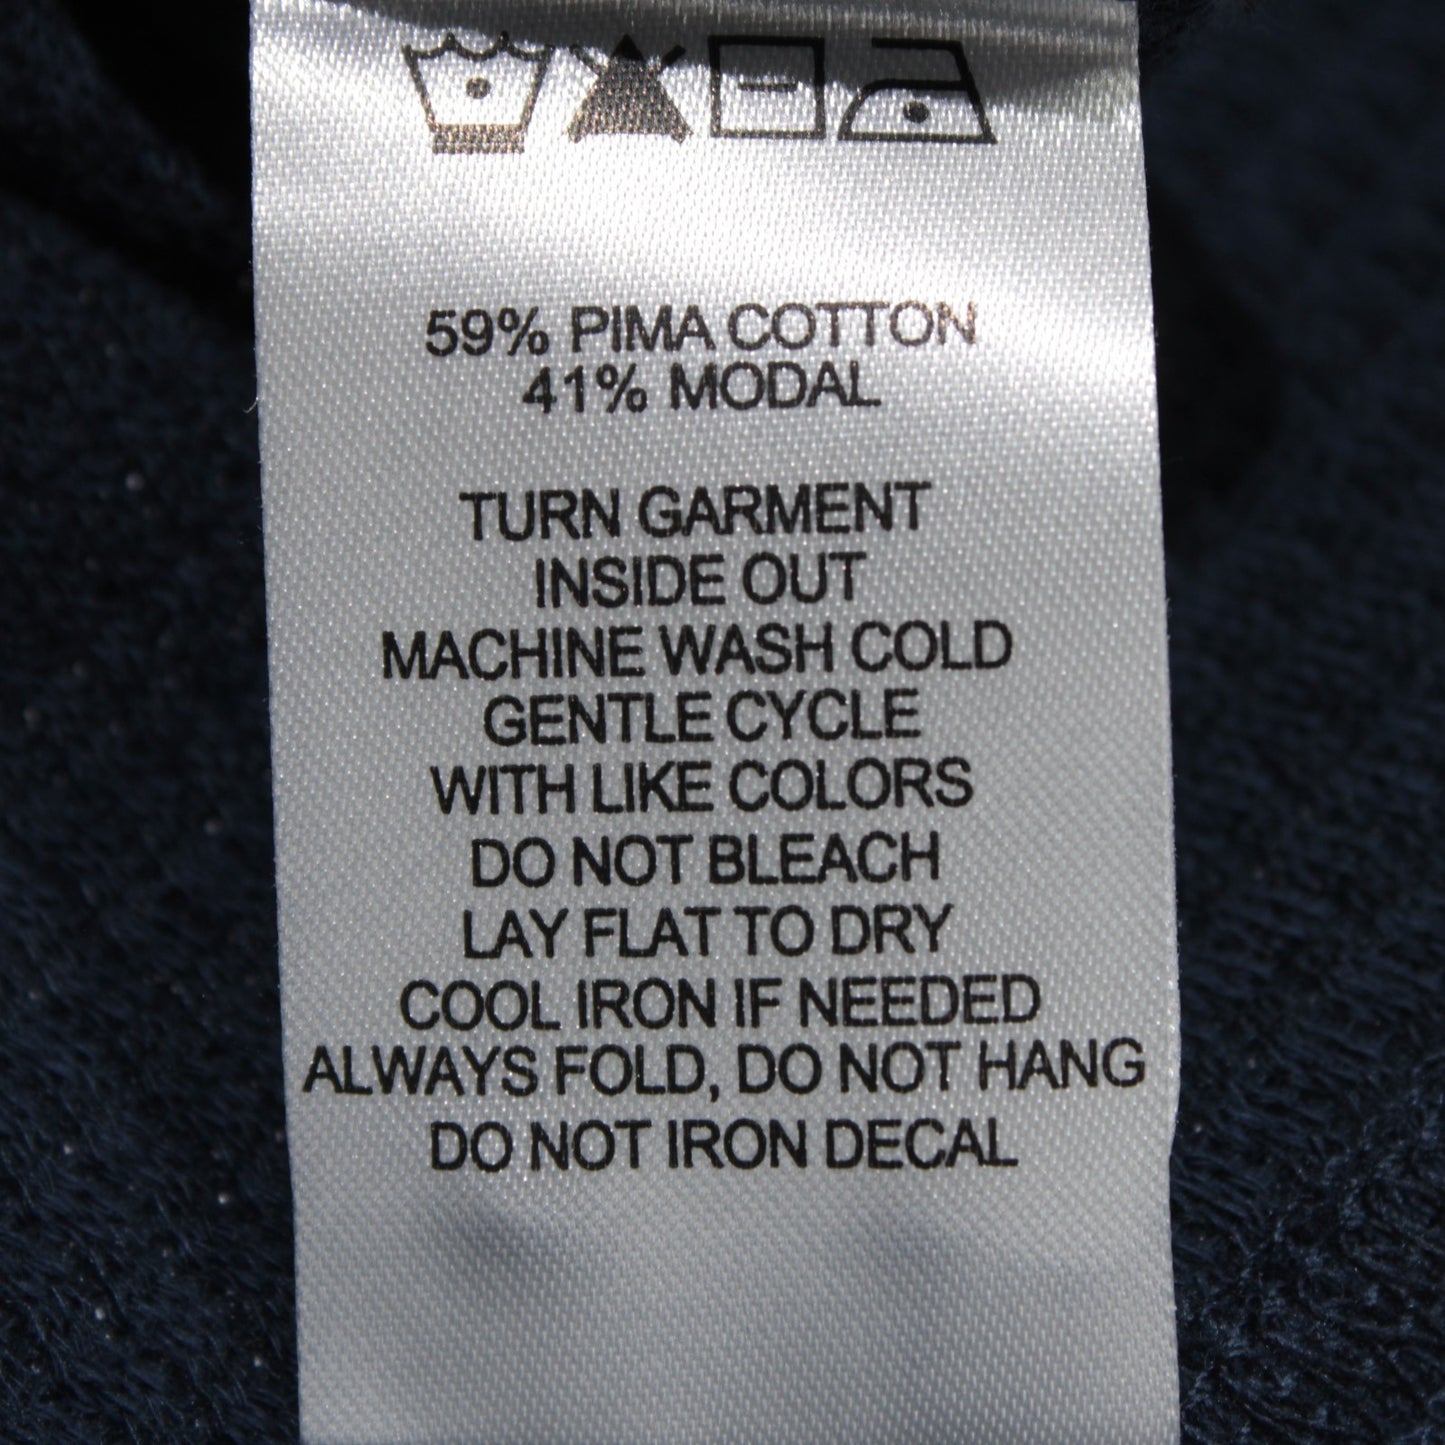 59% PIMA COTTON
41% MODAL
TURN GARMENT
INSIDE OUT
MACHINE WASH COLD
GENTLE CYCLE
WITH LIKE COLORS
DO NOT BLEACH
LAY FLAT TO DRY
COOL IRON IF NEEDED
ALWAYS FOLD, DO NOT HANG
DO NOT IRON DECAL